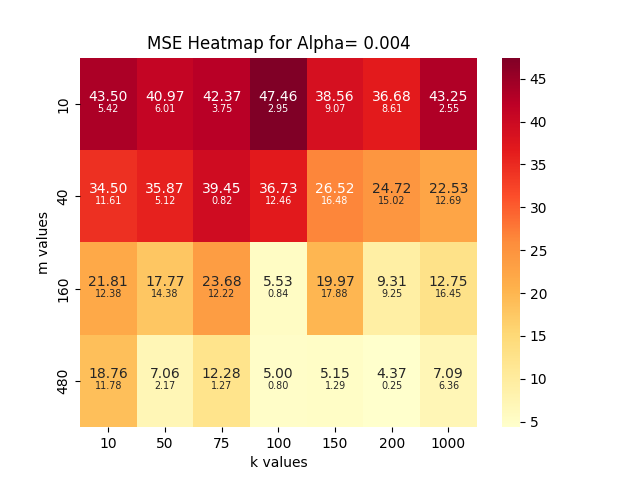 MSE Heatmap for Alpha= 0.004
43.50 40.97 42.37 47.46 38.56 36.68 43.25
5.42 6.01 3.75 2.95 9.07 8.61 2.55
34.50 35.87 39.45 36.73 26.52 24.72 22.53
11.61 5.12 0.82 12.46 16.48 15.02 12.69
21.81 17.77 23.68 5.53 19.97 9.31 12.75
12.38 14.38 12.22 0.84 17.88 9.25 16.45
18.76 7.06 12.28 5.00 5.15 4.37 7.09
11.78 2.17 1.27 0.80 1.29 0.25 6.36
10
40
160
480
m values
10 50 75 100 150 200 1000
k values
45
40
35
30
25
20
15
10
5